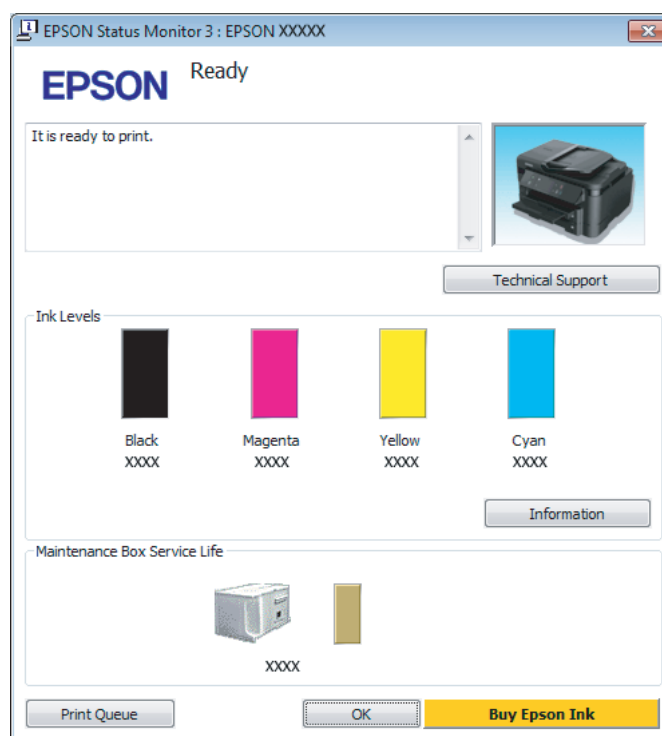 EPSON Status Monitor 3 : EPSON XXXXX
EPSON
Ready
It is ready to print.
Technical Support
Ink Levels
Black Magenta Yellow Cyan
XXXX XXXX XXXX XXXX
Information
Maintenance Box Service Life
XXXX
Print Queue OK Buy Epson Ink